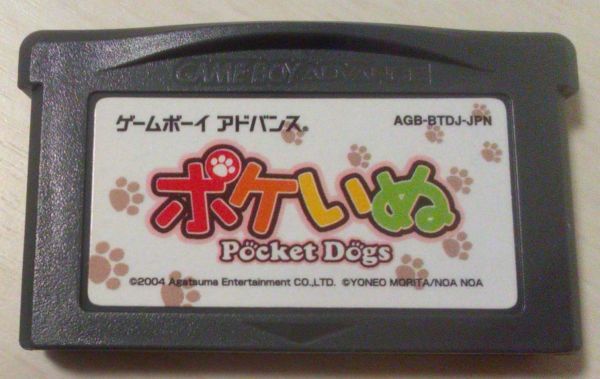 GAME BOY ADVANCE
ゲームボーイ アドバンス® AGB-BTDJ-JPN
ポケいぬ
Pocket Dogs
©2004 Agatsuma Entertainment CO.,LTD. ©YONEO MORITA/NOA NOA